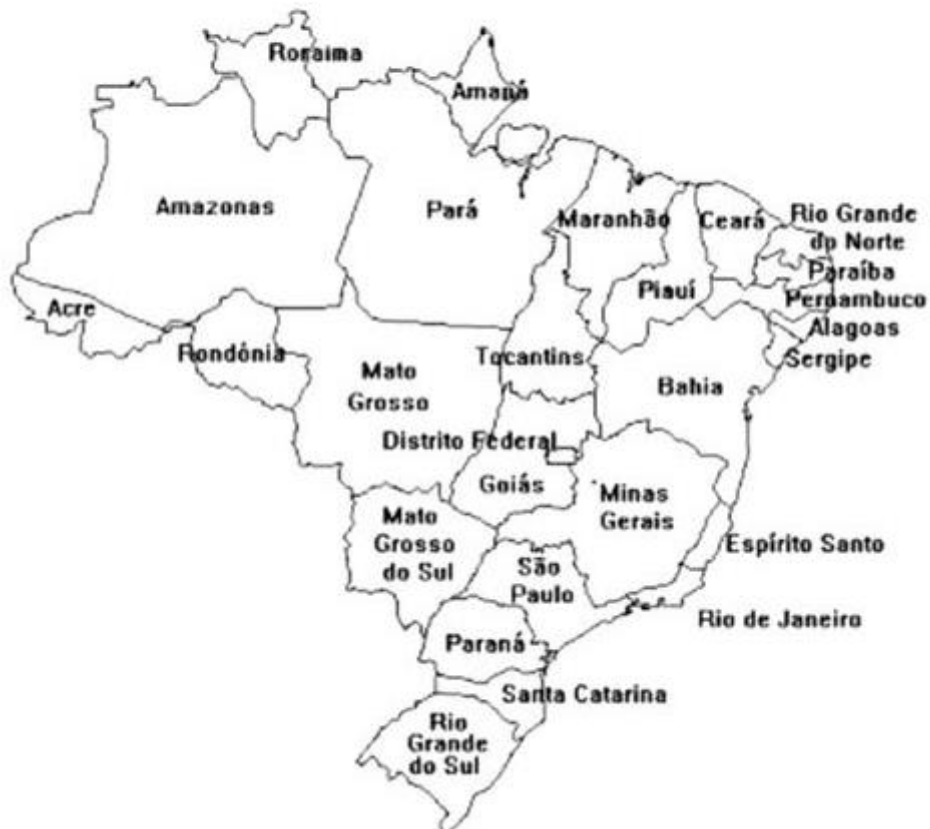 Roraima
Amapá
Amazonas
Pará
Maranhão
Ceará
Rio Grande
do Norte
Paraíba
Piauí
Pernambuco
Acre
Alagoas
Rondônia
Tocantins
Sergipe
Mato
Grosso
Bahia
Distrito Federal
Goiás
Minas
Gerais
Mato
Grosso
do Sul
Espírito Santo
São
Paulo
Rio de Janeiro
Paraná
Santa Catarina
Rio
Grande
do Sul